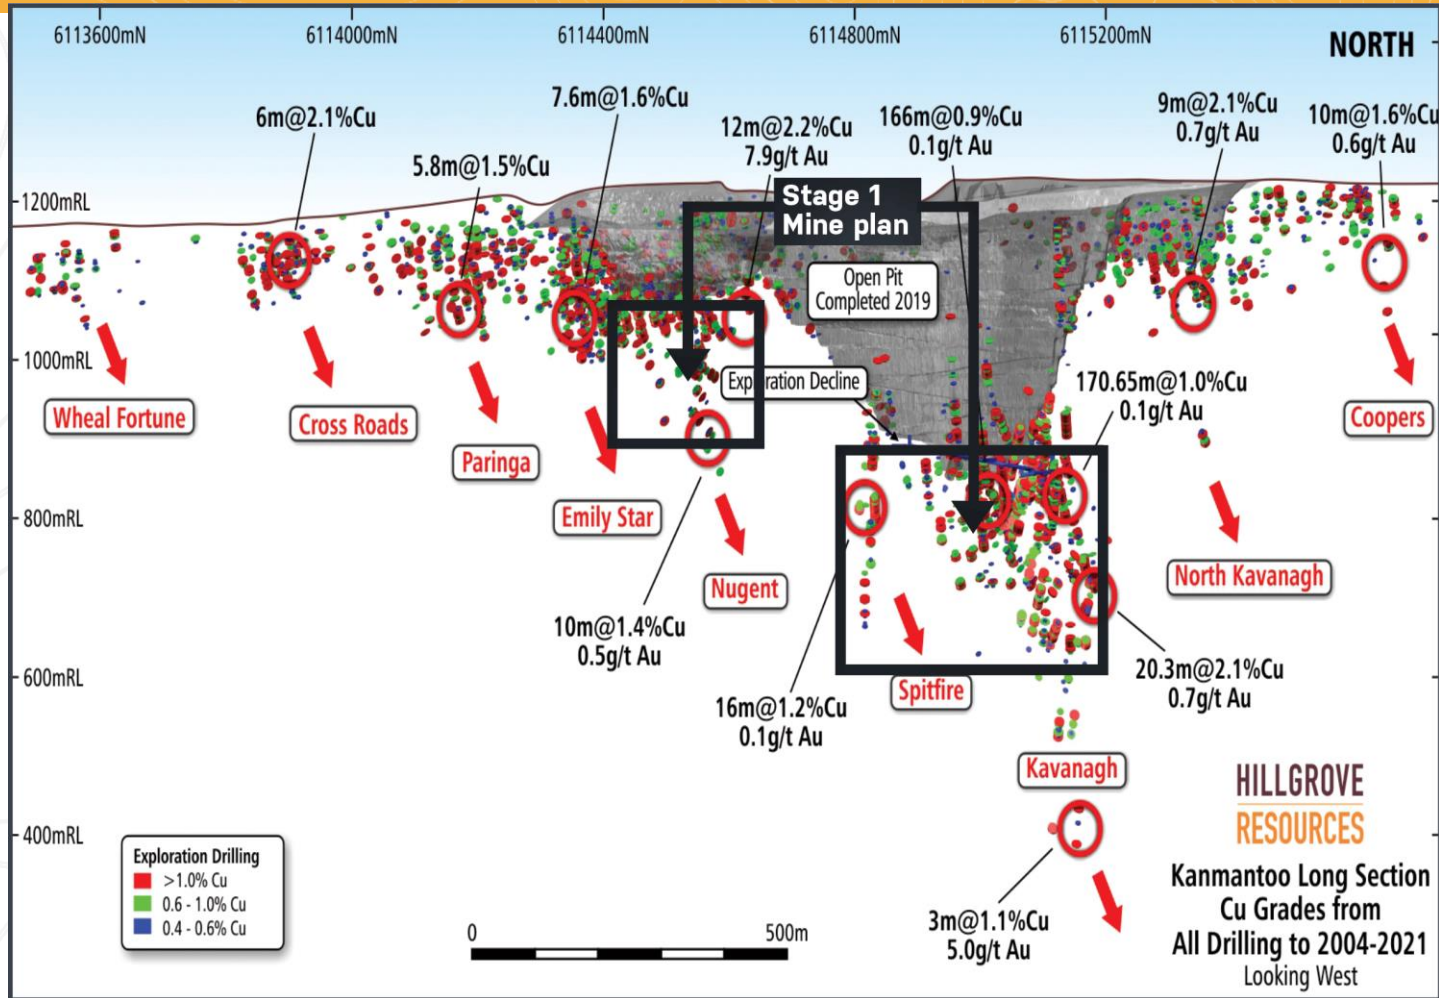 6113600mN
6114000mN
6114400mN
6114800mN
6115200mN
NORTH
6m@2.1%Cu
5.8m@1.5%Cu
7.6m@1.6%Cu
12m@2.2%Cu
7.9g/t Au
166m@0.9%Cu
0.1g/t Au
9m@2.1%Cu
0.7g/t Au
10m@1.6%Cu
0.6g/t Au
1200mRL
Stage 1
Mine plan
Open Pit
Completed 2019
1000mRL
Exploration Decline
170.65m@1.0%Cu
0.1g/t Au
Wheal Fortune
Cross Roads
Paringa
Emily Star
Nugent
Coopers
800mRL
North Kavanagh
10m@1.4%Cu
0.5g/t Au
600mRL
16m@1.2%Cu
0.1g/t Au
Spitfire
20.3m@2.1%Cu
0.7g/t Au
Kavanagh
400mRL
3m@1.1%Cu
5.0g/t Au
Exploration Drilling
>1.0% Cu
0.6 - 1.0% Cu
0.4 - 0.6% Cu
0
500m
HILLGROVE
RESOURCES
Kanmantoo Long Section
Cu Grades from
All Drilling to 2004-2021
Looking West